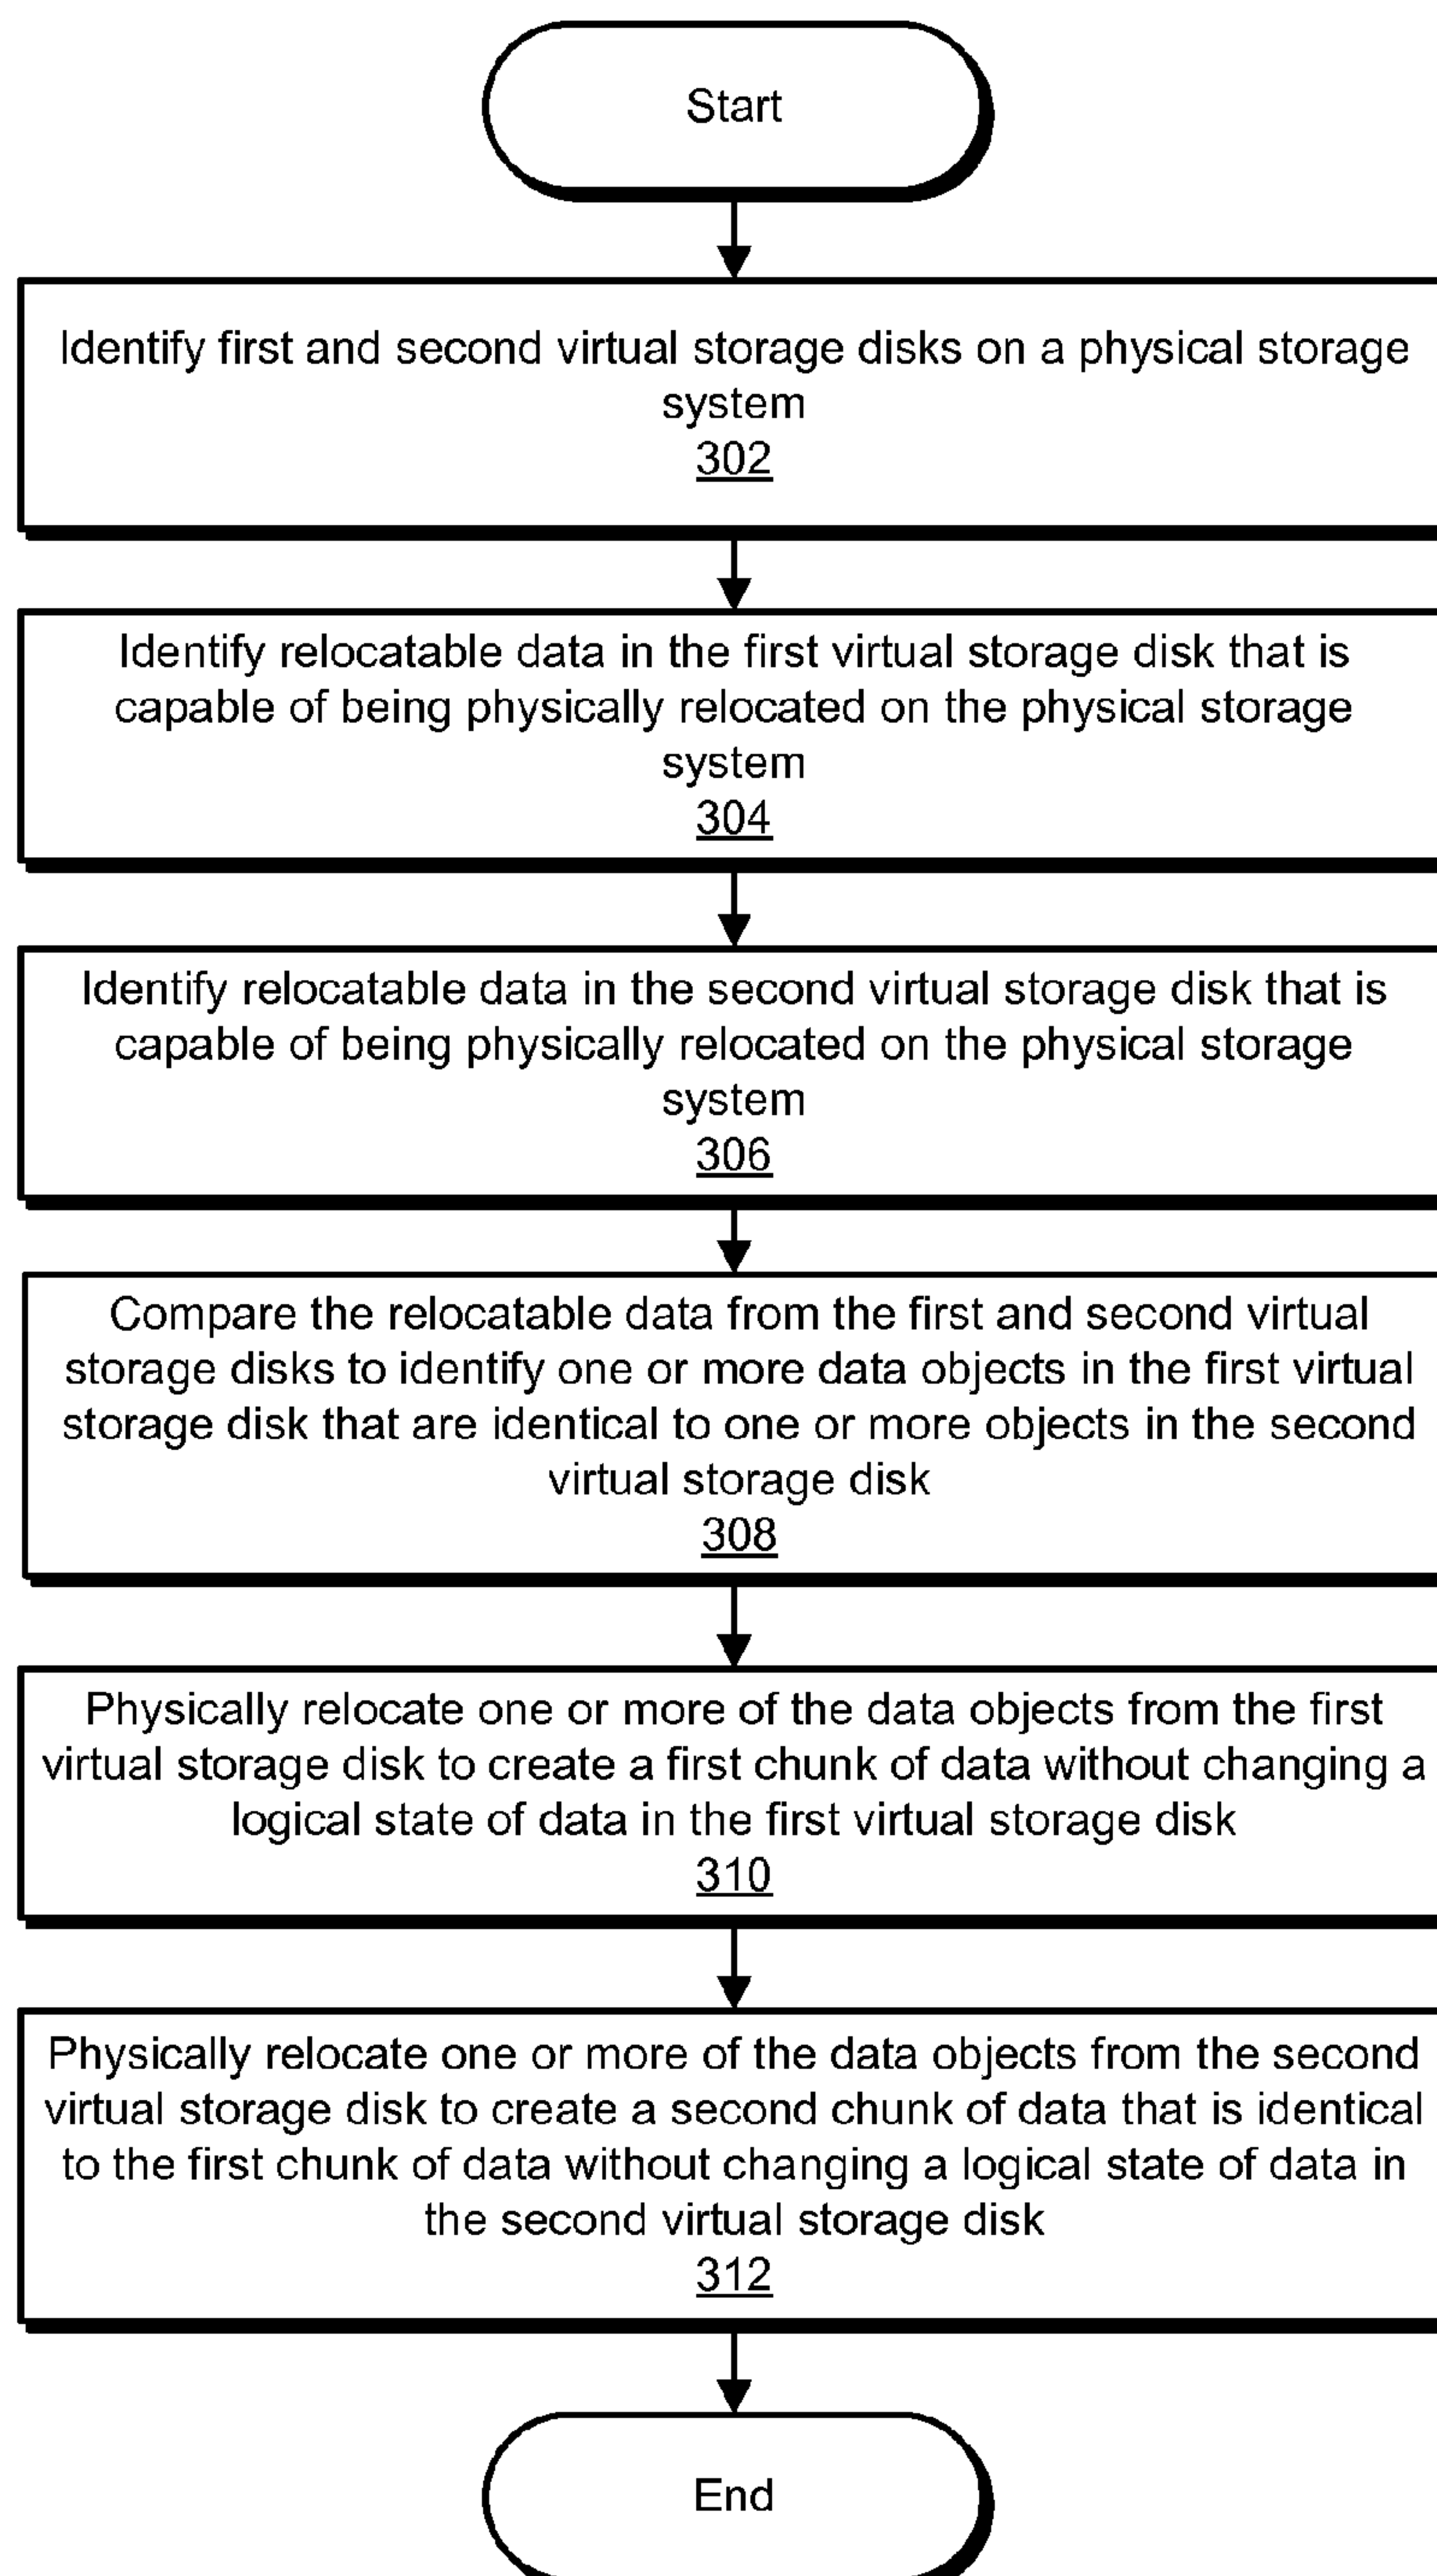 Start
Identify first and second virtual storage disks on a physical storage
system
302
Identify relocatable data in the first virtual storage disk that is
capable of being physically relocated on the physical storage
system
304
Identify relocatable data in the second virtual storage disk that is
capable of being physically relocated on the physical storage
system
306
Compare the relocatable data from the first and second virtual
storage disks to identify one or more data objects in the first virtual
storage disk that are identical to one or more objects in the second
virtual storage disk
308
Physically relocate one or more of the data objects from the first
virtual storage disk to create a first chunk of data without changing a
logical state of data in the first virtual storage disk
310
Physically relocate one or more of the data objects from the second
virtual storage disk to create a second chunk of data that is identical
to the first chunk of data without changing a logical state of data in
the second virtual storage disk
312
End